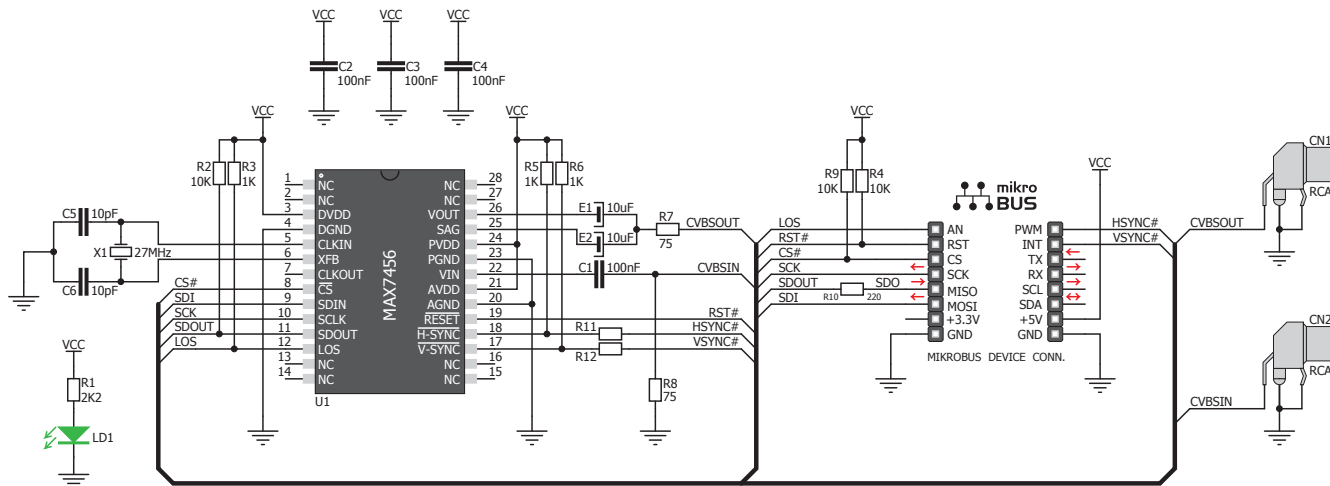 VCC VCC VCC
C2 100nF C3 100nF C4 100nF
VCC
R2 10K R3 1K
VCC
R5 1K R6 1K
C5 10pF
X1 27MHz
C6 10pF
1 NC NC 28
2 NC NC 27
3 DVDD VOUT 26
4 DGND SAG 25
5 CLKIN PVDD 24
6 XFB PGND 23
7 CLKOUT VIN 22
8 CS AVDD 21
9 SDIN AGND 20
10 SCLK RESET 19
11 SDOUT H-SYNC 18
12 LOS V-SYNC 17
13 NC NC 16
14 NC NC 15
MAX7456
U1
CS#
SDI
SCK
SDOUT
LOS
VCC
R1
2K2
LD1
E1 10uF
E2 10uF
R7
75
CVBSOUT
C1 100nF
CVBSIN
RST#
R11 HSYNC#
R12 VSYNC#
R8
75
VCC
R9 10K R4 10K
mikro
BUS
VCC
LOS AN PWM HSYNC#
RST# RST INT VSYNC#
CS# CS TX
SCK SCK RX
SDOUT R10 220 SDO MISO SCL
SDI MOSI SDA
+3.3V +5V
GND GND
MIKROBUS DEVICE CONN.
CN1
RCA
CVBSOUT
CN2
RCA
CVBSIN